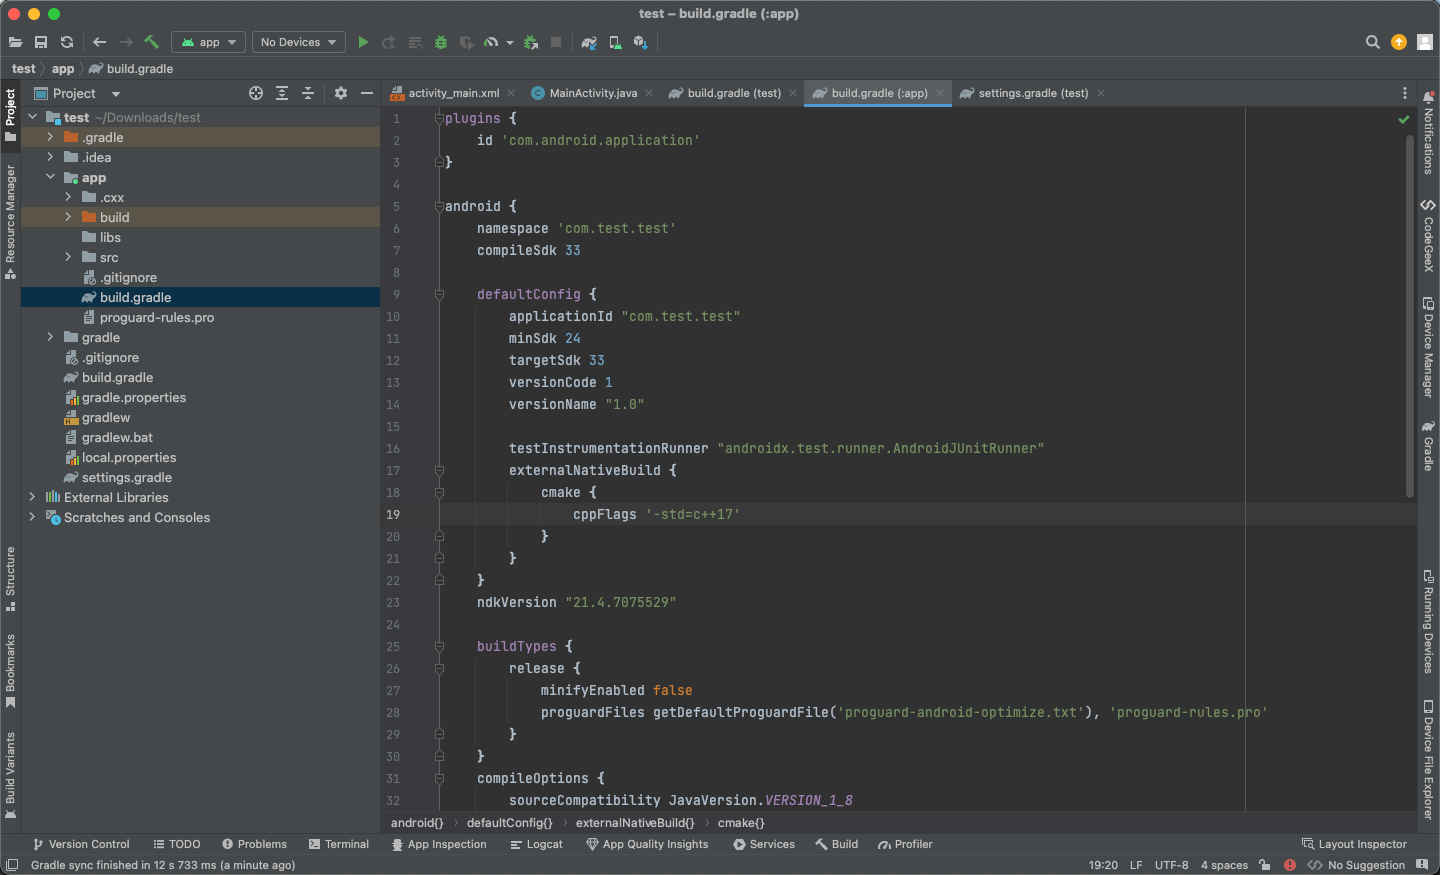 test – build.gradle (:app)
app
No Devices
test
app
build.gradle
Project
test ~/Downloads/test
.gradle
.idea
app
.cxx
build
libs
src
.gitignore
build.gradle
proguard-rules.pro
gradle
.gitignore
build.gradle
gradle.properties
gradlew
gradlew.bat
local.properties
settings.gradle
External Libraries
Scratches and Consoles
Project
Resource Manager
Structure
Bookmarks
Build Variants
activity_main.xml
MainActivity.java
build.gradle (test)
build.gradle (:app)
settings.gradle (test)
1 plugins {
2 id 'com.android.application'
3 }
4
5 android {
6 namespace 'com.test.test'
7 compileSdk 33
8
9 defaultConfig {
10 applicationId "com.test.test"
11 minSdk 24
12 targetSdk 33
13 versionCode 1
14 versionName "1.0"
15
16 testInstrumentationRunner "androidx.test.runner.AndroidJUnitRunner"
17 externalNativeBuild {
18 cmake {
19 cppFlags '-std=c++17'
20 }
21 }
22 }
23 ndkVersion "21.4.7075529"
24
25 buildTypes {
26 release {
27 minifyEnabled false
28 proguardFiles getDefaultProguardFile('proguard-android-optimize.txt'), 'proguard-rules.pro'
29 }
30 }
31 compileOptions {
32 sourceCompatibility JavaVersion.VERSION_1_8
android{}
defaultConfig{}
externalNativeBuild{}
cmake{}
Notifications
CodeGeeX
Device Manager
Gradle
Running Devices
Device File Explorer
Version Control
TODO
Problems
Terminal
App Inspection
Logcat
App Quality Insights
Services
Build
Profiler
Layout Inspector
Gradle sync finished in 12 s 733 ms (a minute ago)
19:20
LF
UTF-8
4 spaces
No Suggestion